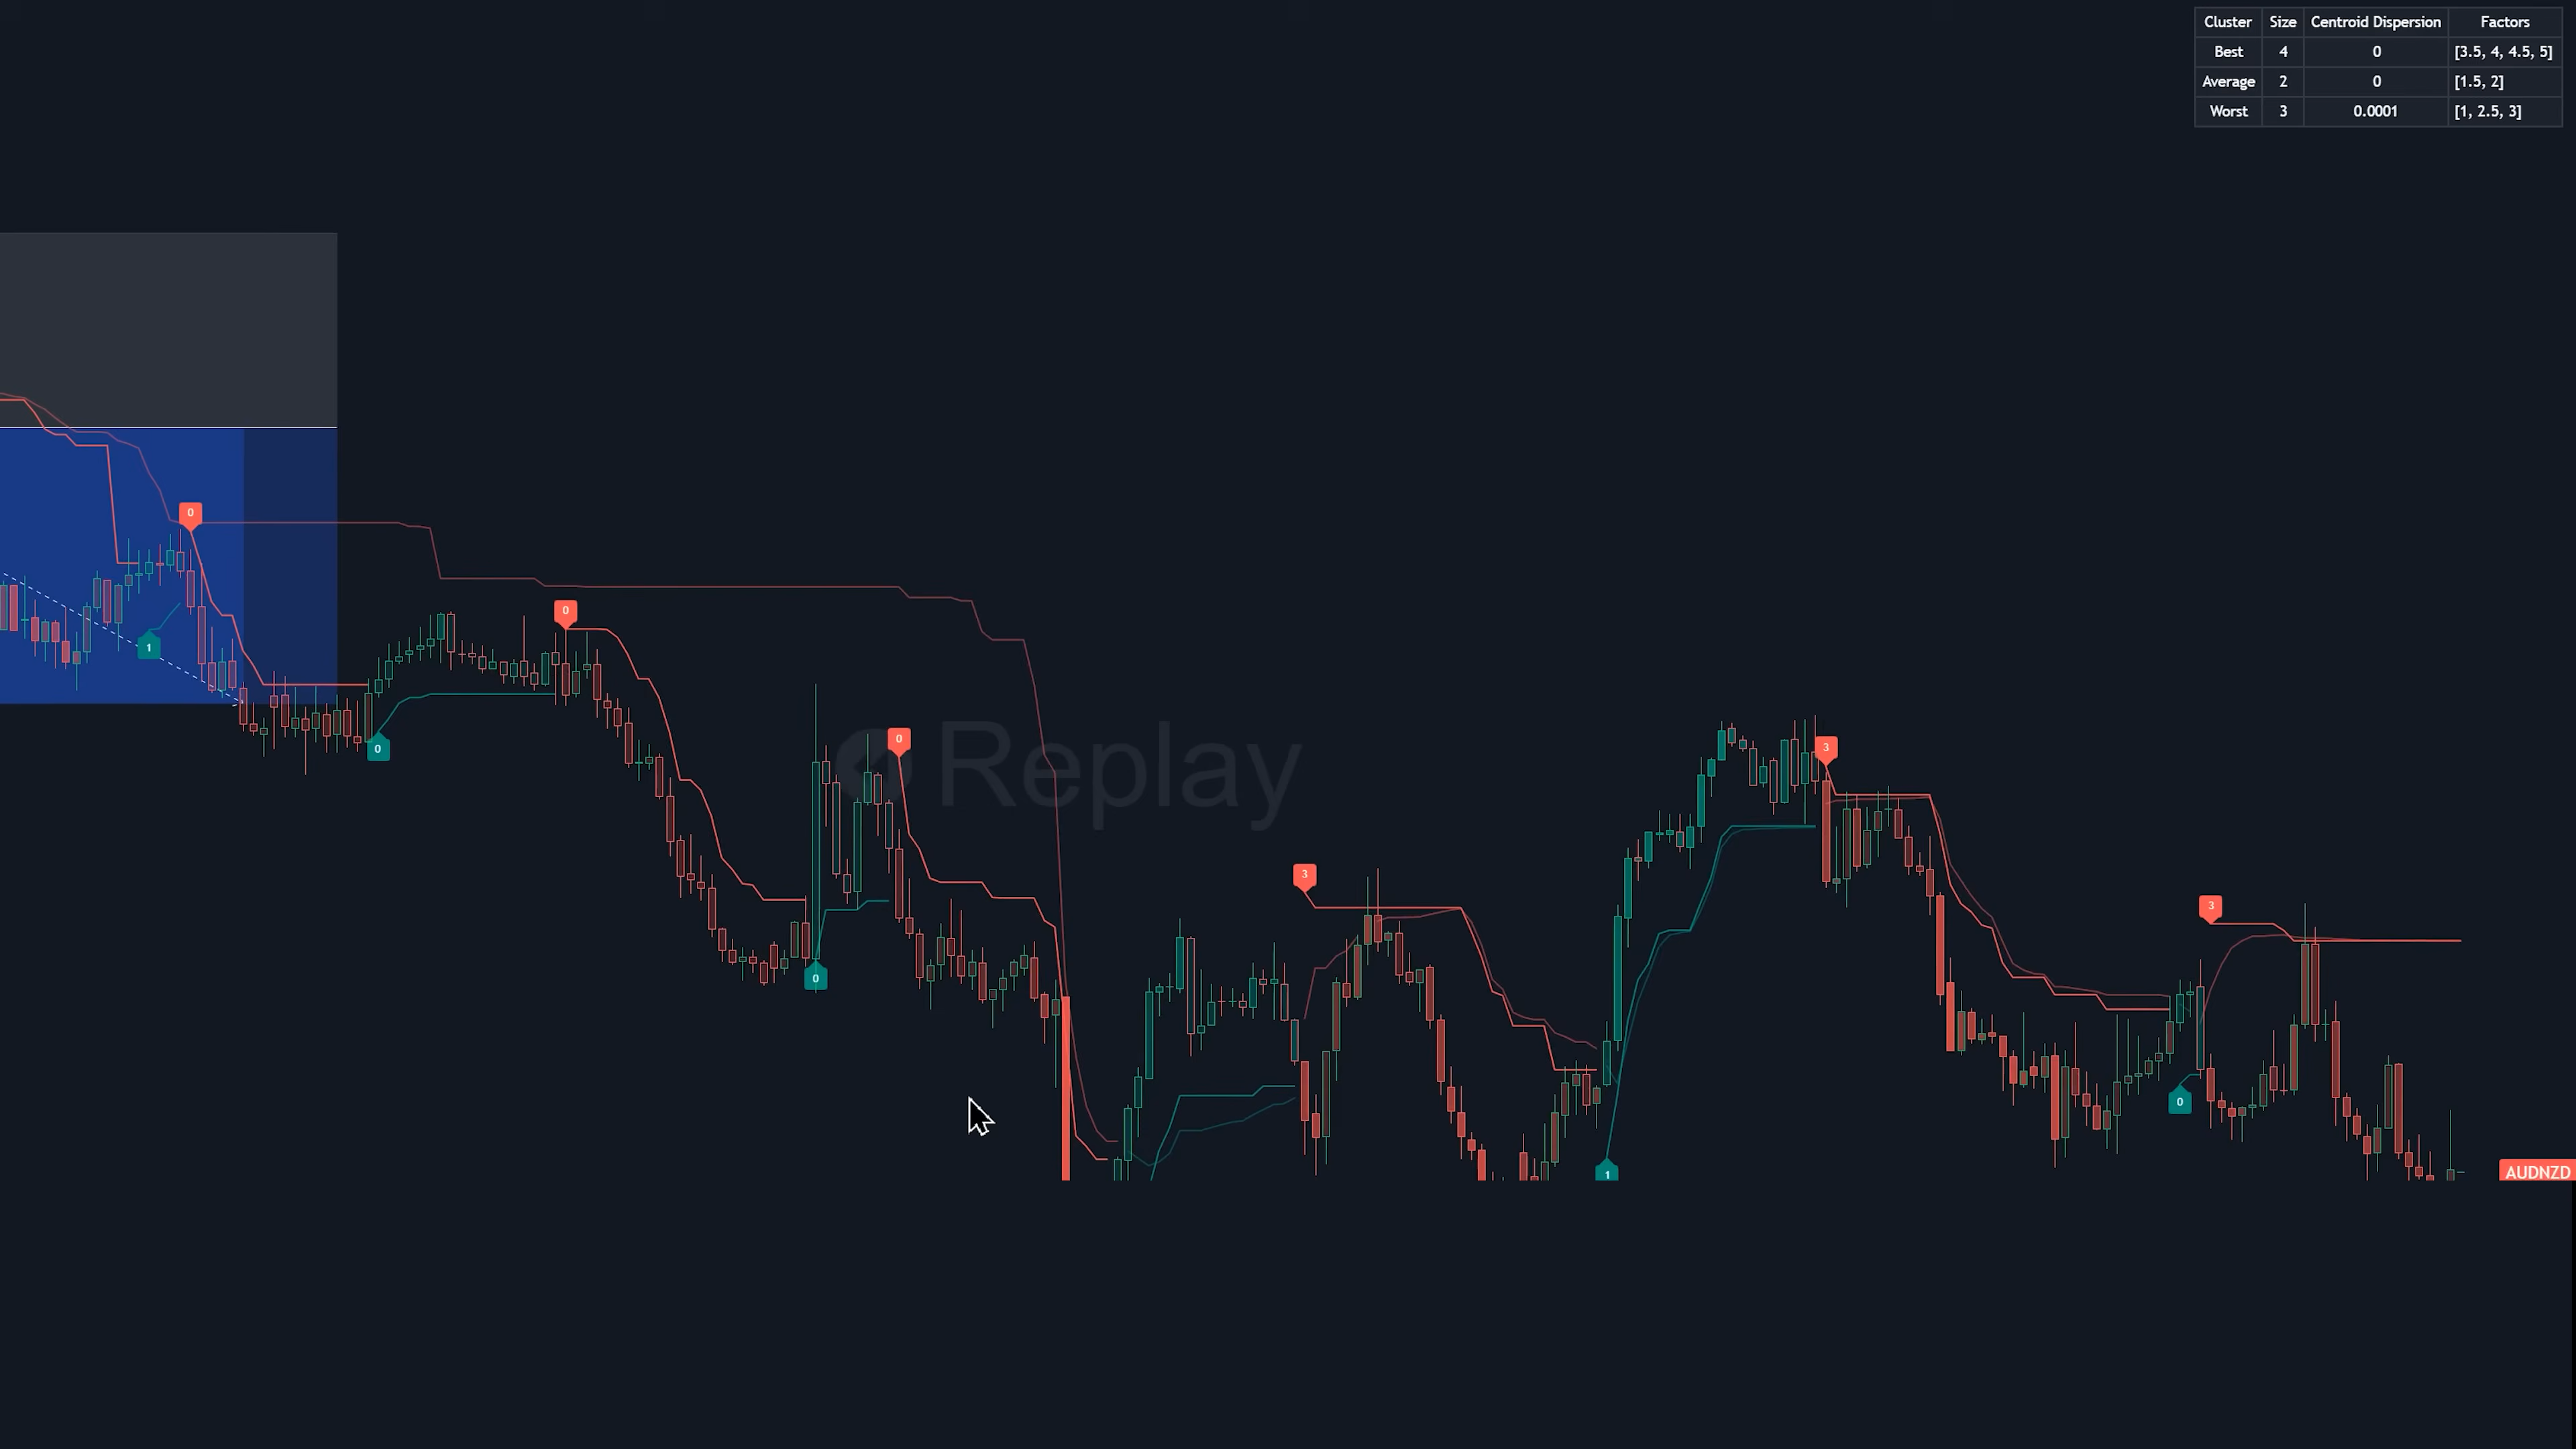 Cluster Size Centroid Dispersion Factors
Best 4 0 [3.5, 4, 4.5, 5]
Average 2 0 [1.5, 2]
Worst 3 0.0001 [1, 2.5, 3]
0
0
1
0
0
Replay
3
3
3
0
0
1
AUDNZD